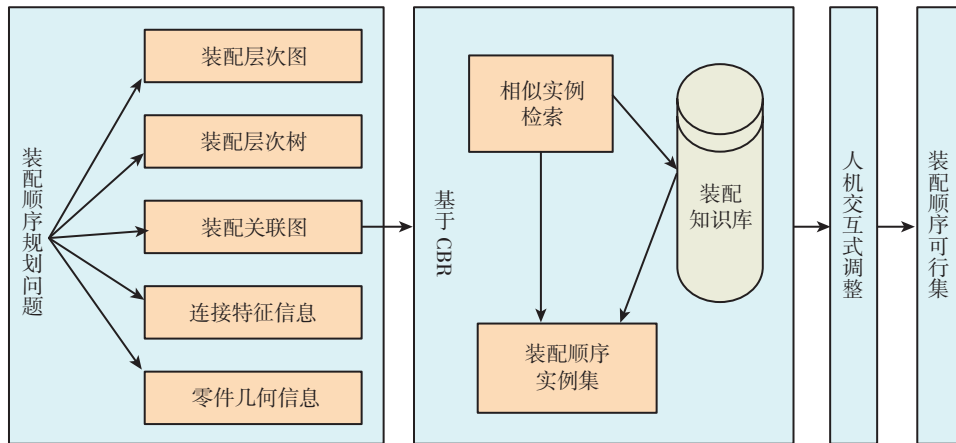 装配顺序规划问题
装配层次图
装配层次树
装配关联图
连接特征信息
零件几何信息
基于 CBR
相似实例
检索
装配
知识库
装配顺序
实例集
人机交互式调整
装配顺序可行集